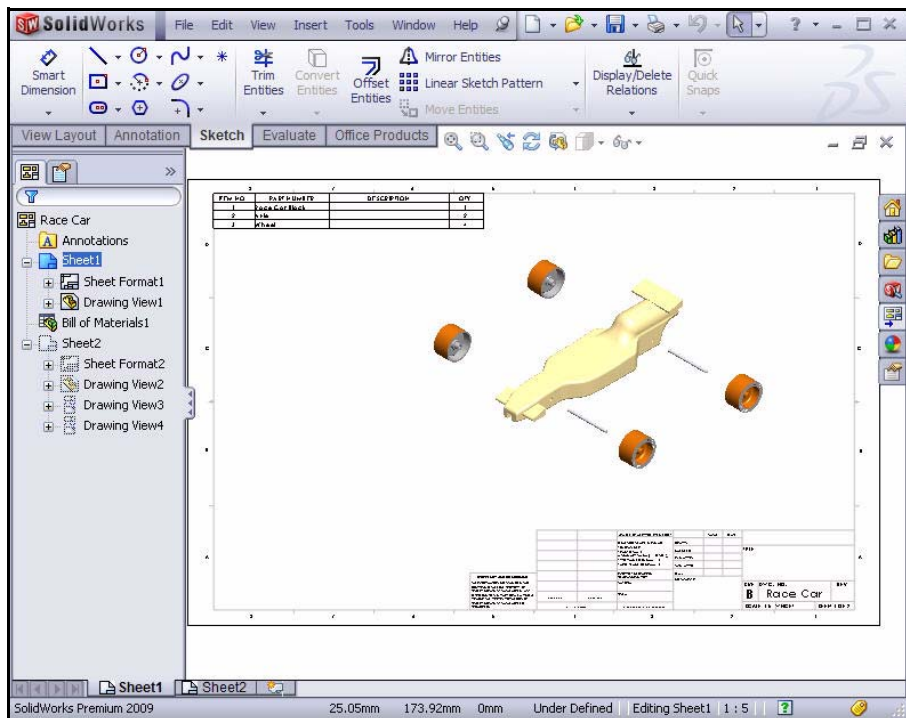 SolidWorks File Edit View Insert Tools Window Help ?
Smart Dimension
Trim Entities
Convert Entities
Offset Entities
Mirror Entities
Linear Sketch Pattern
Move Entities
Display/Delete Relations
Quick Snaps
View Layout Annotation Sketch Evaluate Office Products
Race Car
Annotations
Sheet1
Sheet Format1
Drawing View1
Bill of Materials1
Sheet2
Sheet Format2
Drawing View2
Drawing View3
Drawing View4
ITEM NO. PART NUMBER DESCRIPTION QTY.
1 Race Car Block 1
2 Axle 2
3 Wheel 4
SIZE DWG. NO. REV
B Race Car
Sheet1 Sheet2
SolidWorks Premium 2009 25.05mm 173.92mm 0mm Under Defined Editing Sheet1 1 : 5 ?